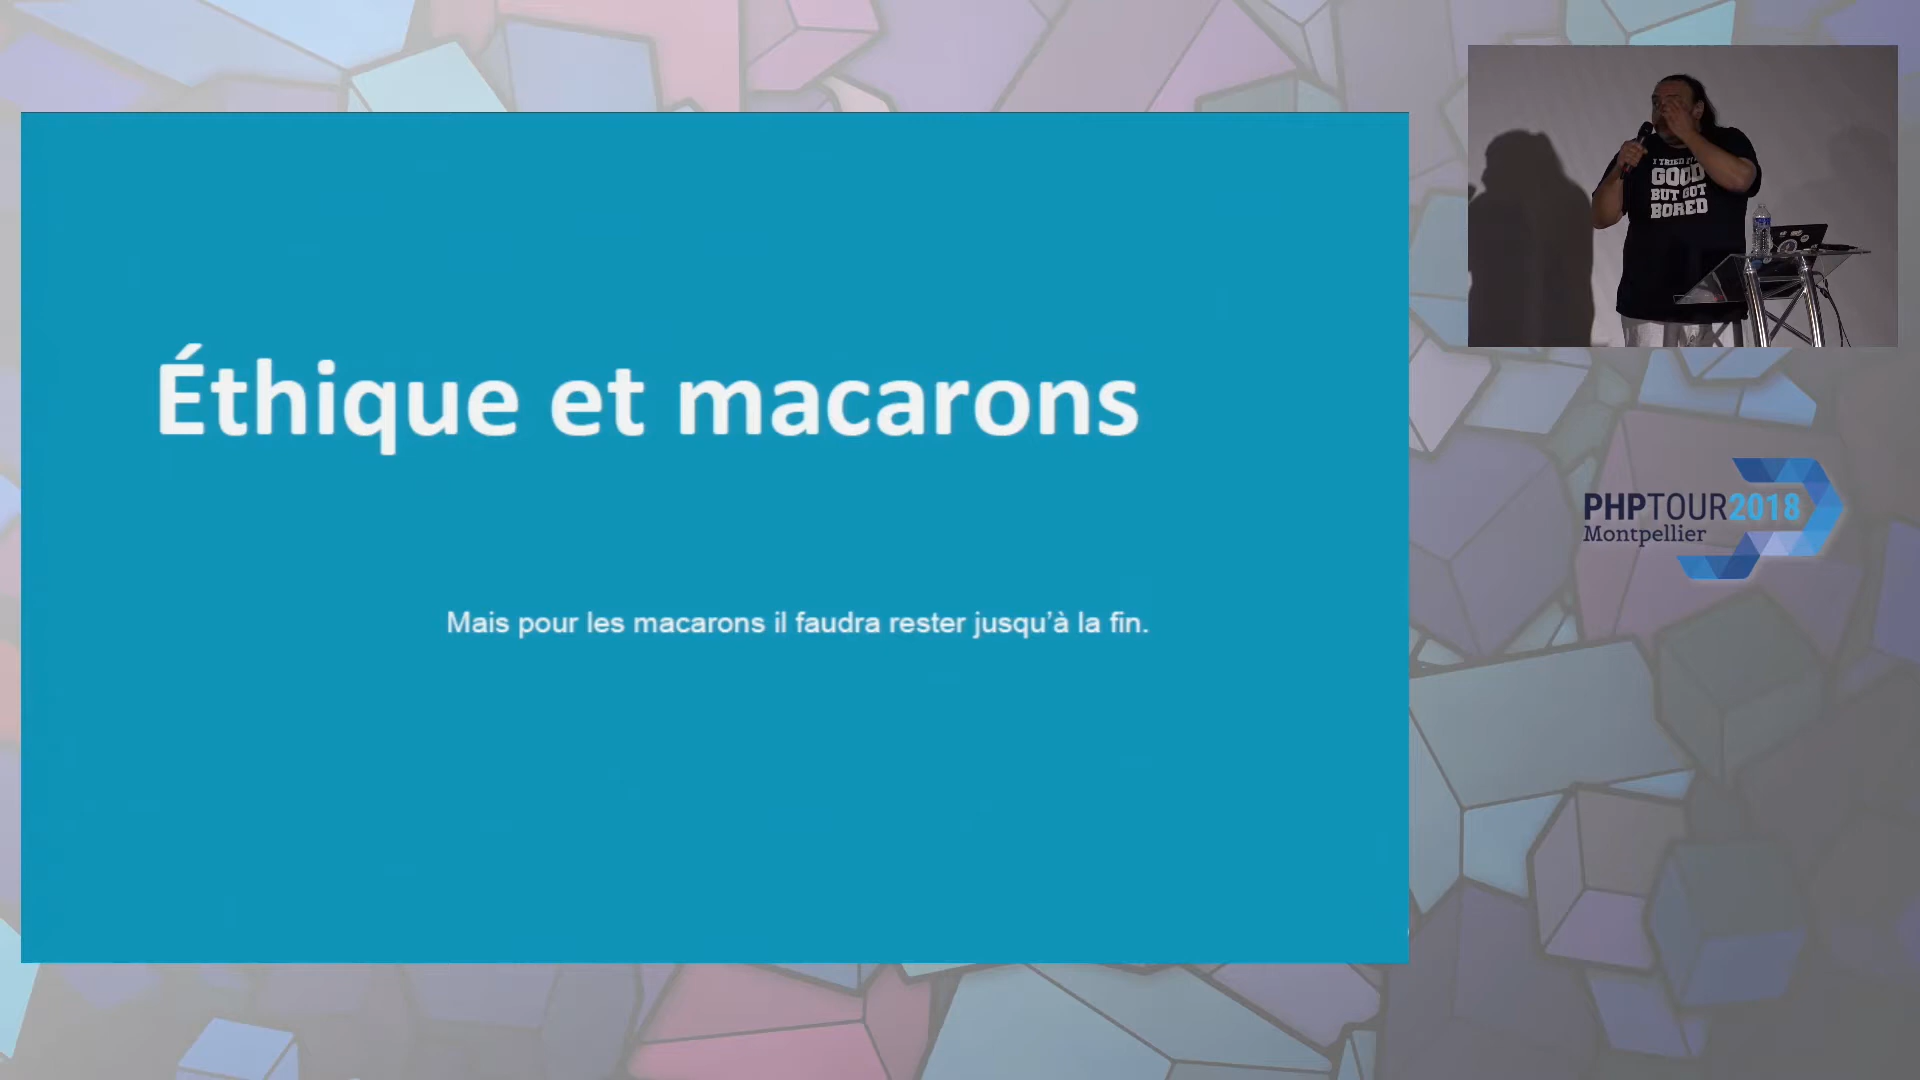 Éthique et macarons
Mais pour les macarons il faudra rester jusqu’à la fin.
I TRIED
GOOD
BUT GOT
BORED
PHPTOUR2018
Montpellier